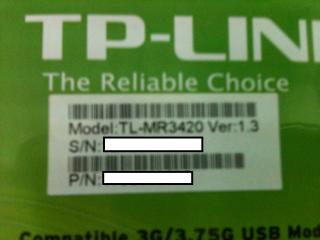 TP-LIN
The Reliable Choice
Model:TL-MR3420 Ver:1.3
S/N:
P/N:
Compatible 3G/3.75G USB Mod